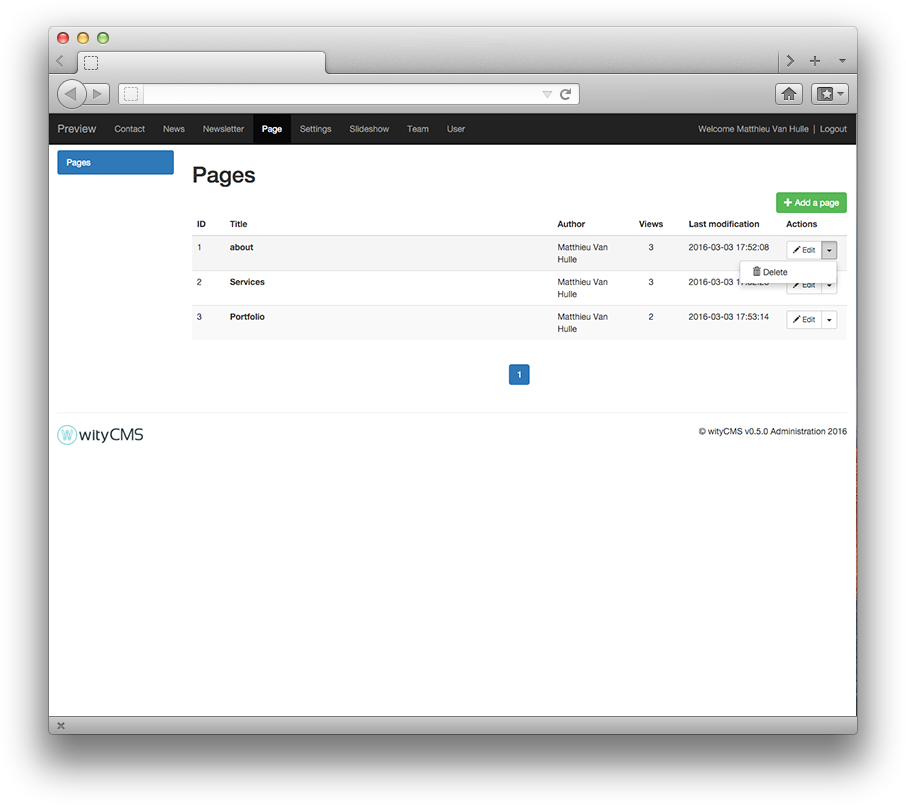 Preview Contact News Newsletter Page Settings Slideshow Team User Welcome Matthieu Van Hulle | Logout
Pages
Pages
Add a page
ID Title Author Views Last modification Actions
1 about Matthieu Van Hulle 3 2016-03-03 17:52:08 Edit
Delete
2 Services Matthieu Van Hulle 3 2016-03-03 Edit
3 Portfolio Matthieu Van Hulle 2 2016-03-03 17:53:14 Edit
1
W wityCMS
© wityCMS v0.5.0 Administration 2016